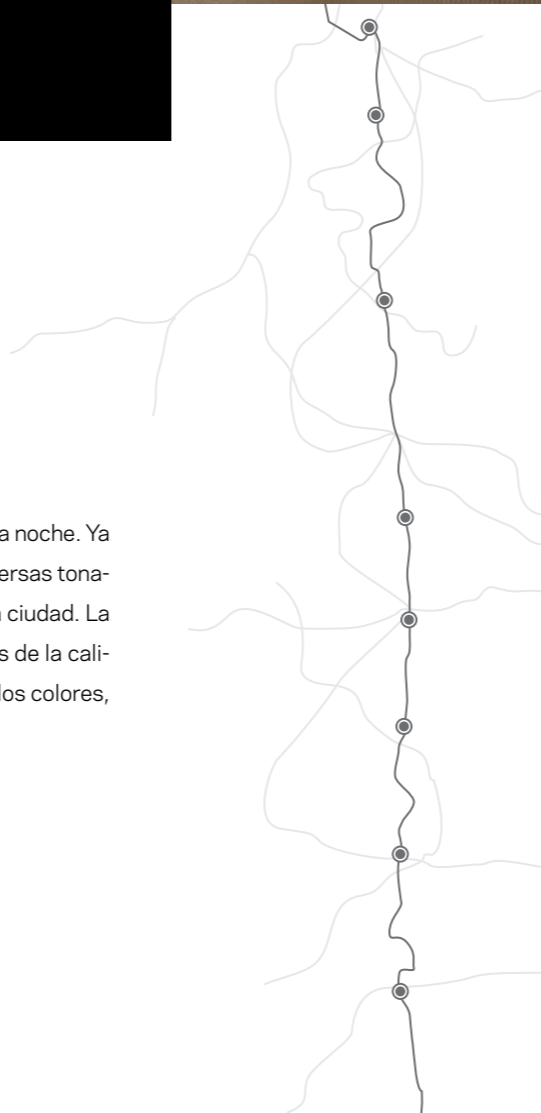 a noche. Ya
ersas tona-
ciudad. La
s de la cali-
los colores,